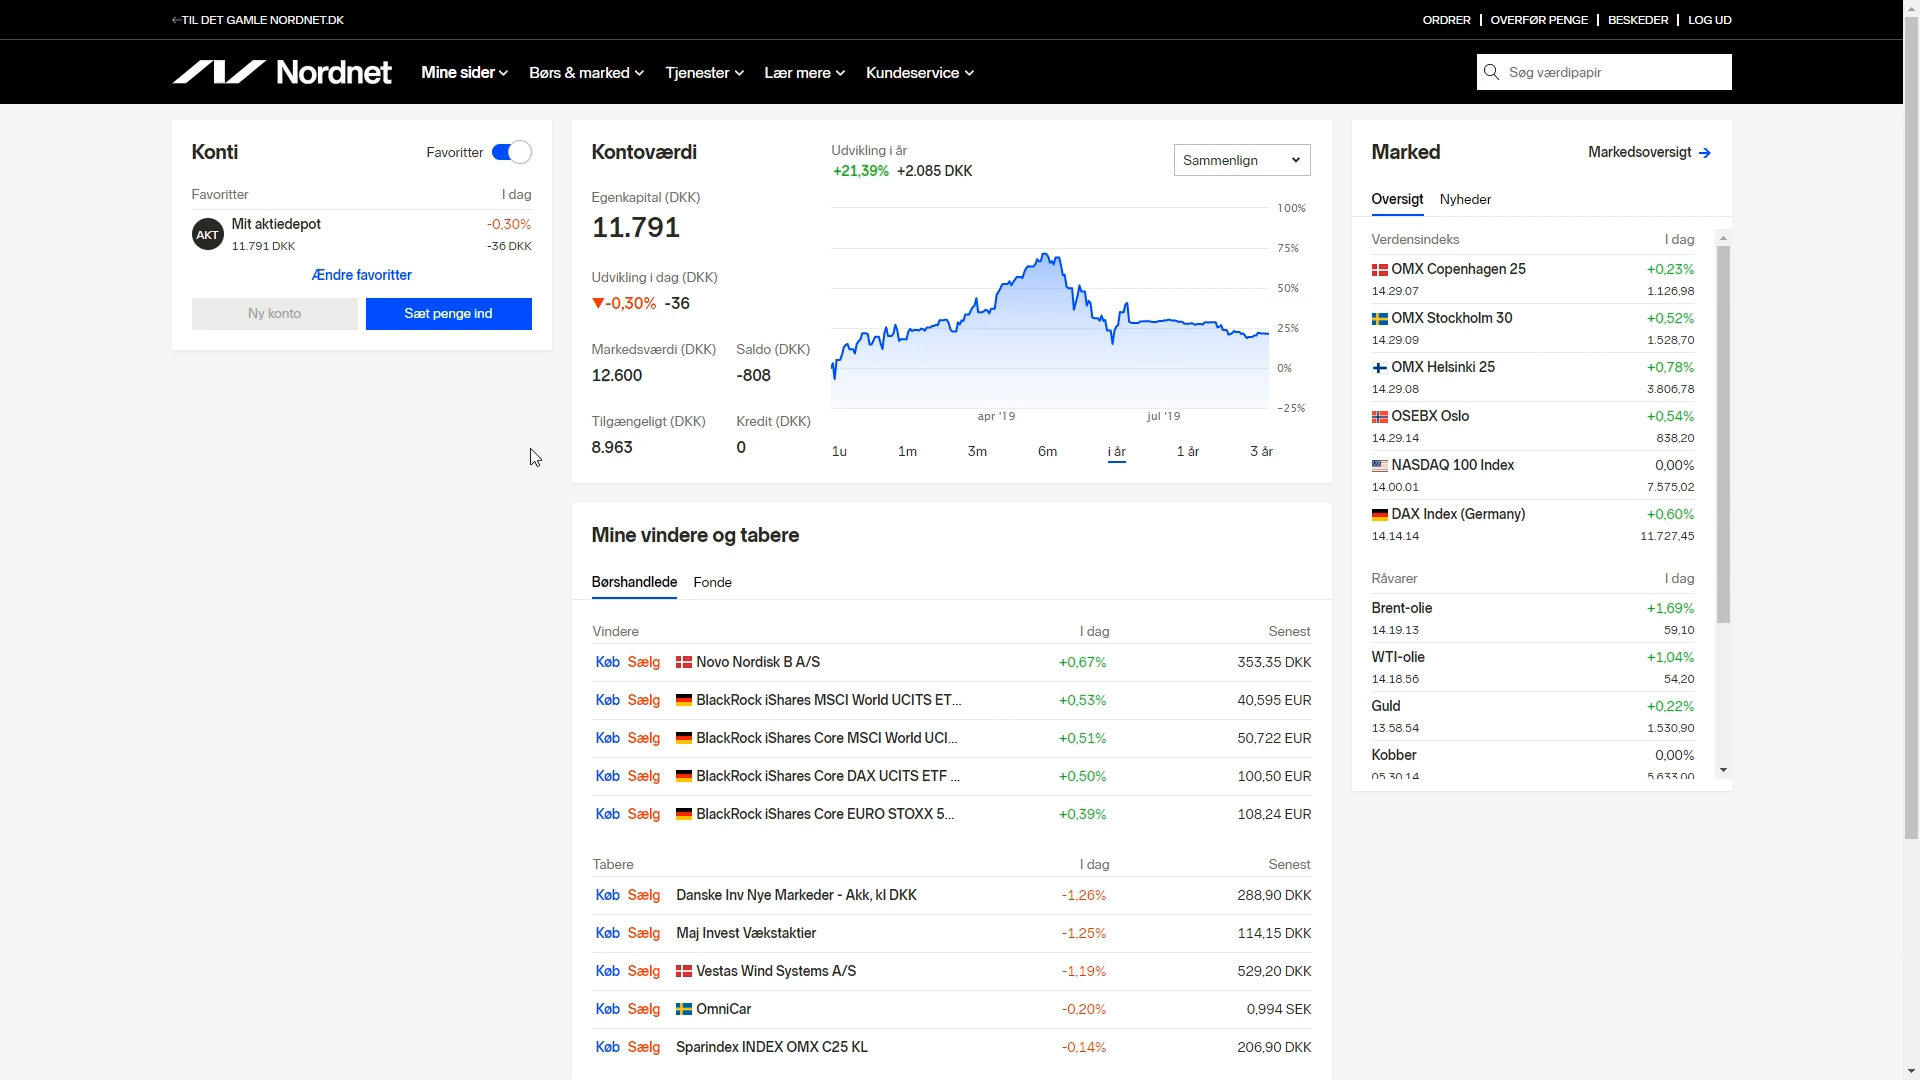 ←TIL DET GAMLE NORDNET.DK
ORDRER | OVERFØR PENGE | BESKEDER | LOG UD
Nordnet
Mine sider
Børs & marked
Tjenester
Lær mere
Kundeservice
Søg værdipapir
Konti
Favoritter
Favoritter I dag
AKT
Mit aktiedepot -0,30%
11.791 DKK -36 DKK
Ændre favoritter
Ny konto
Sæt penge ind
Kontoværdi
Egenkapital (DKK)
11.791
Udvikling i dag (DKK)
▼-0,30% -36
Markedsværdi (DKK) Saldo (DKK)
12.600 -808
Tilgængeligt (DKK) Kredit (DKK)
8.963 0
Udvikling i år
+21,39% +2.085 DKK
Sammenlign
100%
75%
50%
25%
0%
-25%
apr '19 jul '19
1u 1m 3m 6m i år 1 år 3 år
Mine vindere og tabere
Børshandlede Fonde
Vindere I dag Senest
Køb Sælg Novo Nordisk B A/S +0,67% 353,35 DKK
Køb Sælg BlackRock iShares MSCI World UCITS ET... +0,53% 40,595 EUR
Køb Sælg BlackRock iShares Core MSCI World UCI... +0,51% 50,722 EUR
Køb Sælg BlackRock iShares Core DAX UCITS ETF ... +0,50% 100,50 EUR
Køb Sælg BlackRock iShares Core EURO STOXX 5... +0,39% 108,24 EUR
Tabere I dag Senest
Køb Sælg Danske Inv Nye Markeder - Akk, kl DKK -1,26% 288,90 DKK
Køb Sælg Maj Invest Vækstaktier -1,25% 114,15 DKK
Køb Sælg Vestas Wind Systems A/S -1,19% 529,20 DKK
Køb Sælg OmniCar -0,20% 0,994 SEK
Køb Sælg Sparindex INDEX OMX C25 KL -0,14% 206,90 DKK
Marked
Markedsoversigt →
Oversigt Nyheder
Verdensindeks I dag
OMX Copenhagen 25 +0,23%
14.29.07 1.126,98
OMX Stockholm 30 +0,52%
14.29.09 1.528,70
OMX Helsinki 25 +0,78%
14.29.08 3.806,78
OSEBX Oslo +0,54%
14.29.14 838,20
NASDAQ 100 Index 0,00%
14.00.01 7.575,02
DAX Index (Germany) +0,60%
14.14.14 11.727,45
Råvarer I dag
Brent-olie +1,69%
14.19.13 59,10
WTI-olie +1,04%
14.18.56 54,20
Guld +0,22%
13.58.54 1.530,90
Kobber 0,00%
05.30.14 5.633,00